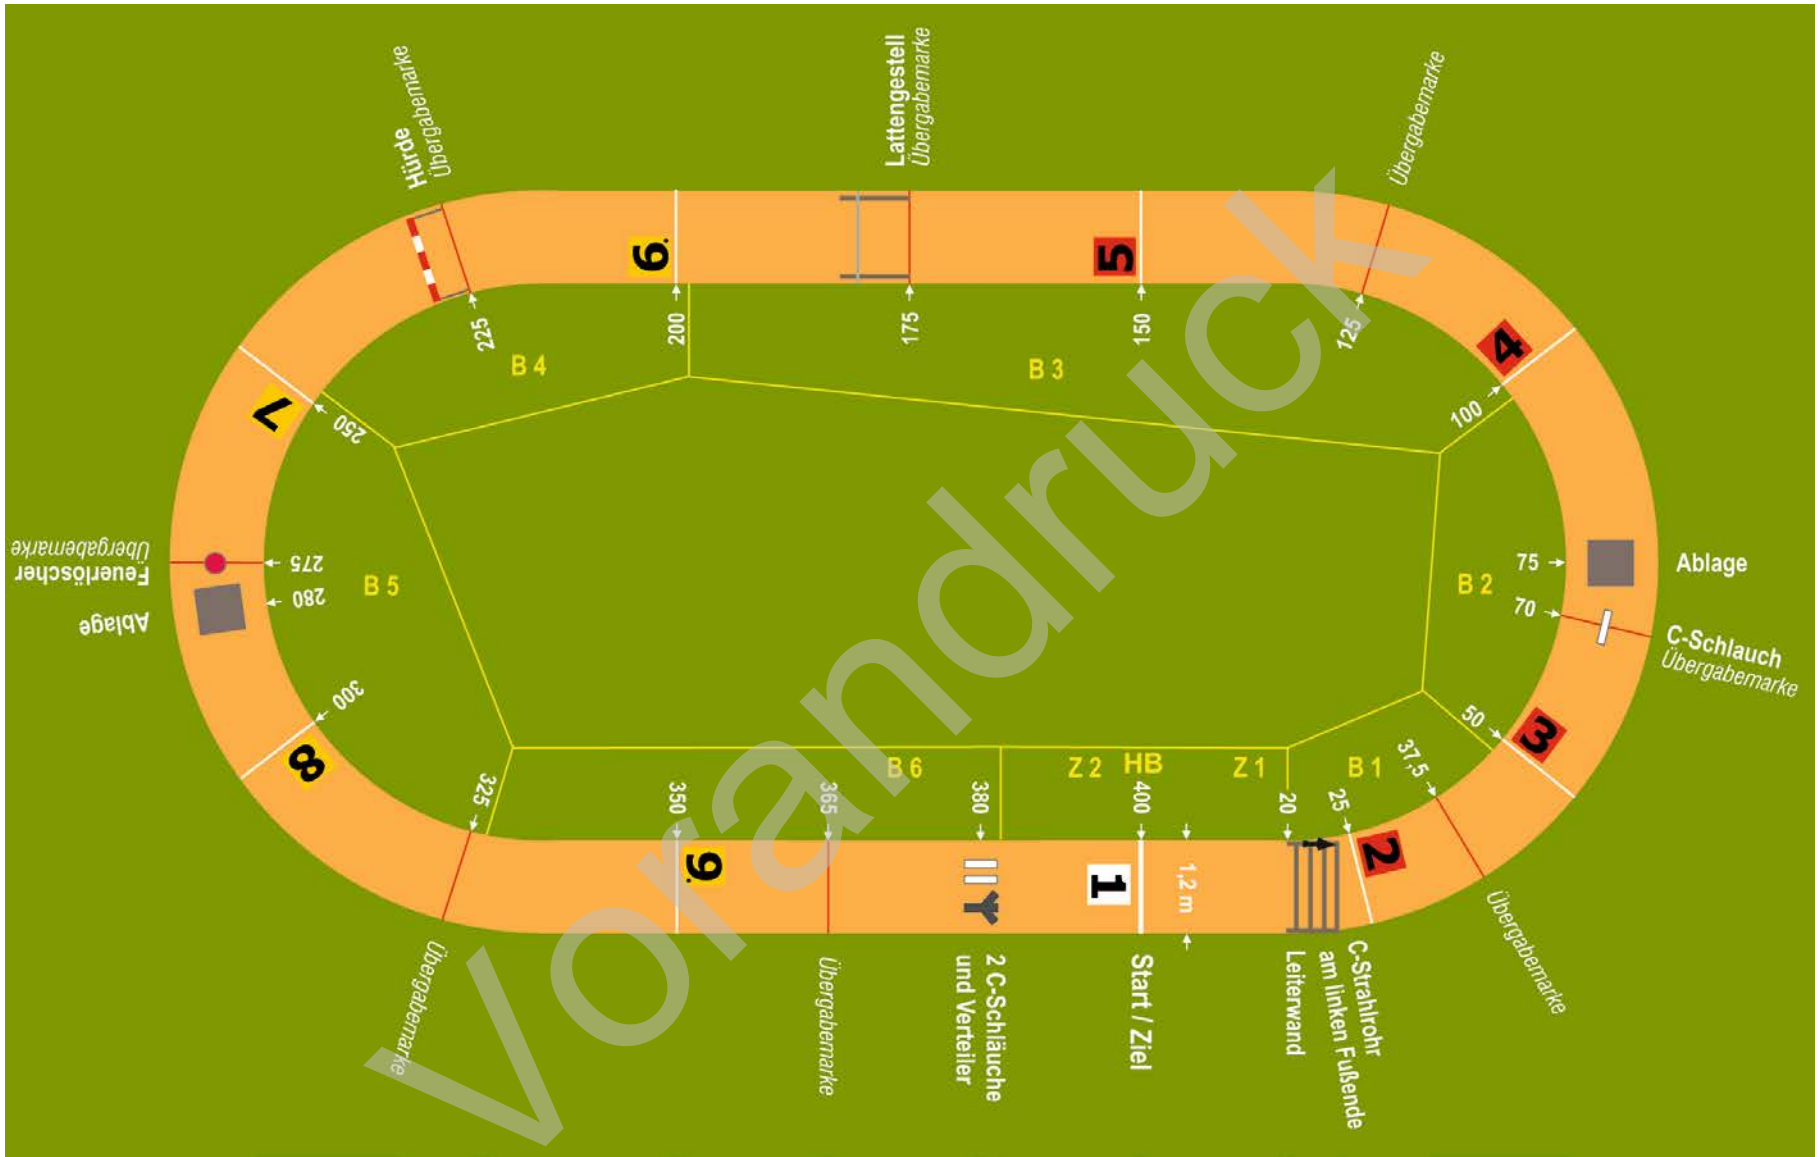 Hürde
Übergabemarke
Lattengestell
Übergabemarke
Übergabemarke
6.
5
4
7
225
200
175
150
125
100
250
B 4
B 3
Feuerlöscher
Übergabemarke
Ablage
275
280
B 5
75
70
B 2
Ablage
C-Schlauch
Übergabemarke
300
8
50
3
37,5
325
B 6
Z 2
HB
Z 1
B 1
350
365
380
400
20
25
9.
1
1,2 m
2
Übergabemarke
Übergabemarke
2 C-Schläuche
und Verteiler
Start / Ziel
Leiterwand
C-Strahlrohr
am linken Fußende
Übergabemarke
Vorandruck